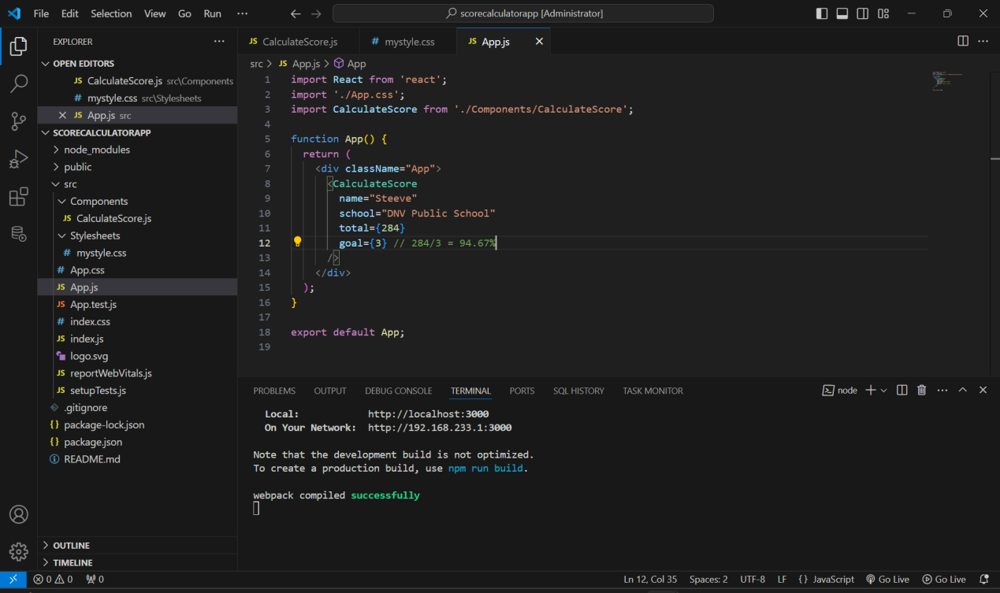 File Edit Selection View Go Run ··· scorecalculatorapp [Administrator]
EXPLORER ···
OPEN EDITORS
JS CalculateScore.js src\Components
# mystyle.css src\Stylesheets
JS App.js src
SCORECALCULATORAPP
node_modules
public
src
Components
JS CalculateScore.js
Stylesheets
# mystyle.css
# App.css
JS App.js
JS App.test.js
# index.css
JS index.js
logo.svg
JS reportWebVitals.js
JS setupTests.js
.gitignore
{} package-lock.json
{} package.json
README.md
OUTLINE
TIMELINE
JS CalculateScore.js # mystyle.css JS App.js
src > JS App.js > App
1 import React from 'react';
2 import './App.css';
3 import CalculateScore from './Components/CalculateScore';
4
5 function App() {
6 return (
7 <div className="App">
8 <CalculateScore
9 name="Steeve"
10 school="DNV Public School"
11 total={284}
12 goal={3} // 284/3 = 94.67%
13 />
14 </div>
15 );
16 }
17
18 export default App;
19
PROBLEMS OUTPUT DEBUG CONSOLE TERMINAL PORTS SQL HISTORY TASK MONITOR node
Local: http://localhost:3000
On Your Network: http://192.168.233.1:3000
Note that the development build is not optimized.
To create a production build, use npm run build.
webpack compiled successfully
0 0 0 Ln 12, Col 35 Spaces: 2 UTF-8 LF {} JavaScript Go Live Go Live